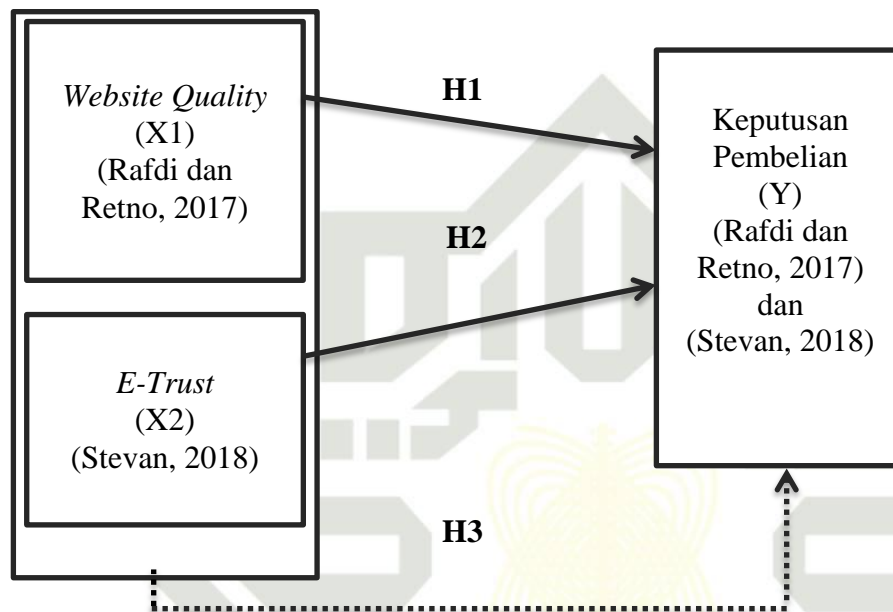 Website Quality
(X1)
(Rafdi dan
Retno, 2017)
H1
H2
E-Trust
(X2)
(Stevan, 2018)
H3
Keputusan
Pembelian
(Y)
(Rafdi dan
Retno, 2017)
dan
(Stevan, 2018)